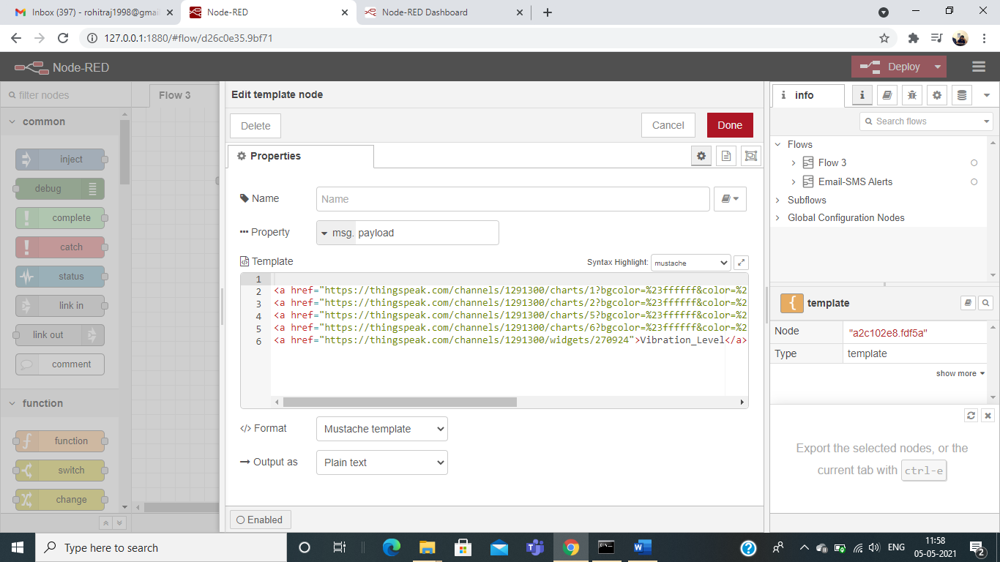 Inbox (397) - rohitraj1998@gmai
Node-RED
Node-RED Dashboard
127.0.0.1:1880/#flow/d26c0e35.9bf71
Node-RED
Deploy
filter nodes
Flow 3
common
inject
debug
complete
catch
status
link in
link out
comment
function
function
switch
change
Edit template node
Delete
Cancel
Done
Properties
Name
Name
Property
msg. payload
Template
Syntax Highlight: mustache
1
2 <a href="https://thingspeak.com/channels/1291300/charts/1?bgcolor=%23ffffff&color=%2
3 <a href="https://thingspeak.com/channels/1291300/charts/2?bgcolor=%23ffffff&color=%2
4 <a href="https://thingspeak.com/channels/1291300/charts/5?bgcolor=%23ffffff&color=%2
5 <a href="https://thingspeak.com/channels/1291300/charts/6?bgcolor=%23ffffff&color=%2
6 <a href="https://thingspeak.com/channels/1291300/widgets/270924">Vibration_Level</a>
</> Format
Mustache template
Output as
Plain text
Enabled
i info
i
Search flows
Flows
Flow 3
Email-SMS Alerts
Subflows
Global Configuration Nodes
template
Node "a2c102e8.fdf5a"
Type template
show more
Export the selected nodes, or the
current tab with ctrl-e
Type here to search
ENG
11:58
05-05-2021
2